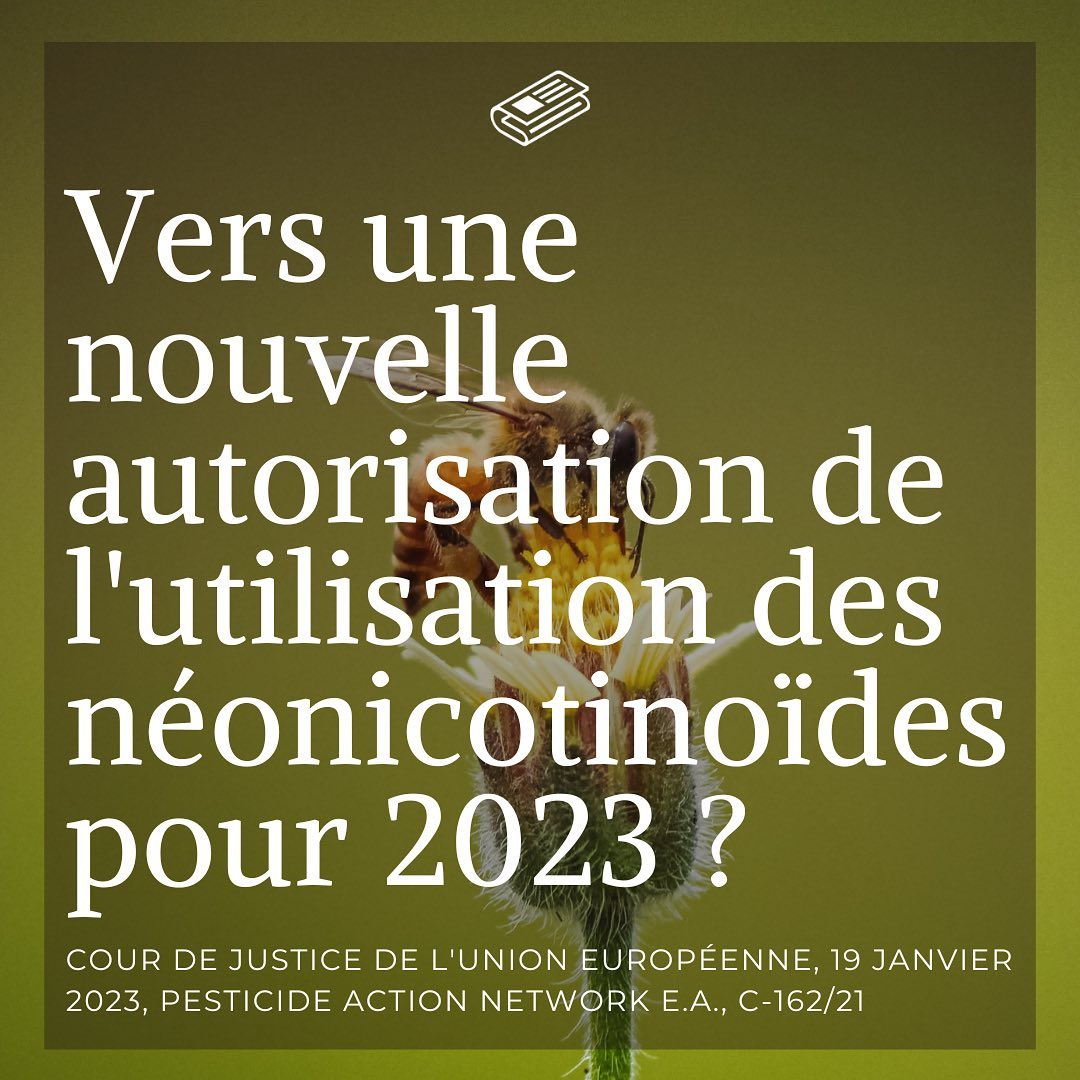 Vers une
nouvelle
autorisation de
l'utilisation des
néonicotinoïdes
pour 2023 ?
COUR DE JUSTICE DE L'UNION EUROPÉENNE, 19 JANVIER
2023, PESTICIDE ACTION NETWORK E.A., C-162/21